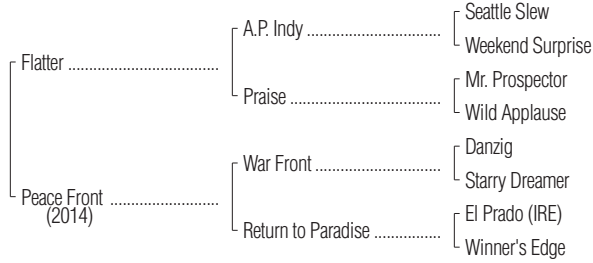 Seattle Slew
A.P. Indy ..............................
Weekend Surprise
Flatter ..................................
Mr. Prospector
Praise ..................................
Wild Applause
Danzig
War Front ............................
Starry Dreamer
Peace Front ........................
(2014)
El Prado (IRE)
Return to Paradise ...............
Winner's Edge